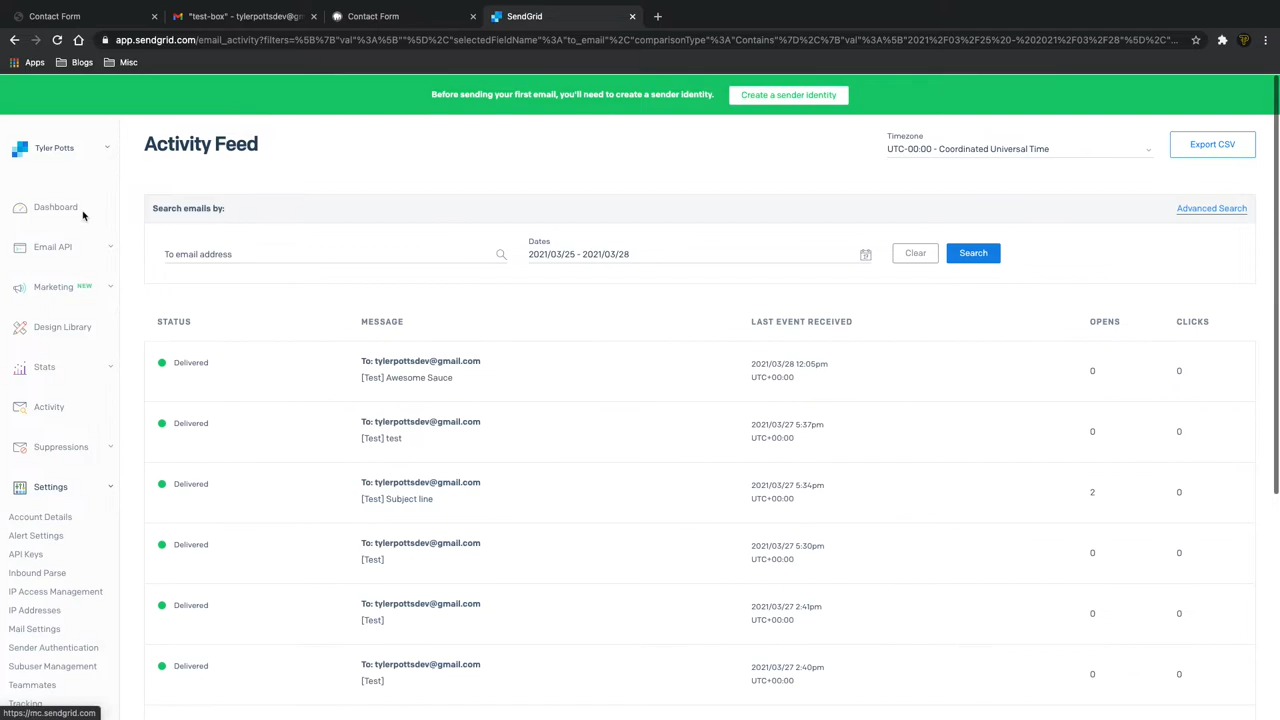 Contact Form
"test-box" - tylerpottsdev@gm
Contact Form
SendGrid
app.sendgrid.com/email_activity?filters=%5B%7B"val"%3A%5B""%5D%2C"selectedFieldName"%3A"to_email"%2C"comparisonType"%3A"Contains"%7D%2C%7B"val"%3A%5B"2021%2F03%2F25%20-%202021%2F03%2F28"%5D%2C"...
Apps
Blogs
Misc
Before sending your first email, you'll need to create a sender identity.
Create a sender identity
Tyler Potts
Dashboard
Email API
Marketing NEW
Design Library
Stats
Activity
Suppressions
Settings
Account Details
Alert Settings
API Keys
Inbound Parse
IP Access Management
IP Addresses
Mail Settings
Sender Authentication
Subuser Management
Teammates
Tracking
https://mc.sendgrid.com
Activity Feed
Timezone
UTC-00:00 - Coordinated Universal Time
Export CSV
Search emails by:
Advanced Search
To email address
Dates
2021/03/25 - 2021/03/28
Clear
Search
STATUS MESSAGE LAST EVENT RECEIVED OPENS CLICKS
Delivered
To: tylerpottsdev@gmail.com
[Test] Awesome Sauce
2021/03/28 12:05pm
UTC+00:00
0
0
Delivered
To: tylerpottsdev@gmail.com
[Test] test
2021/03/27 5:37pm
UTC+00:00
0
0
Delivered
To: tylerpottsdev@gmail.com
[Test] Subject line
2021/03/27 5:34pm
UTC+00:00
2
0
Delivered
To: tylerpottsdev@gmail.com
[Test]
2021/03/27 5:30pm
UTC+00:00
0
0
Delivered
To: tylerpottsdev@gmail.com
[Test]
2021/03/27 2:41pm
UTC+00:00
0
0
Delivered
To: tylerpottsdev@gmail.com
[Test]
2021/03/27 2:40pm
UTC+00:00
0
0